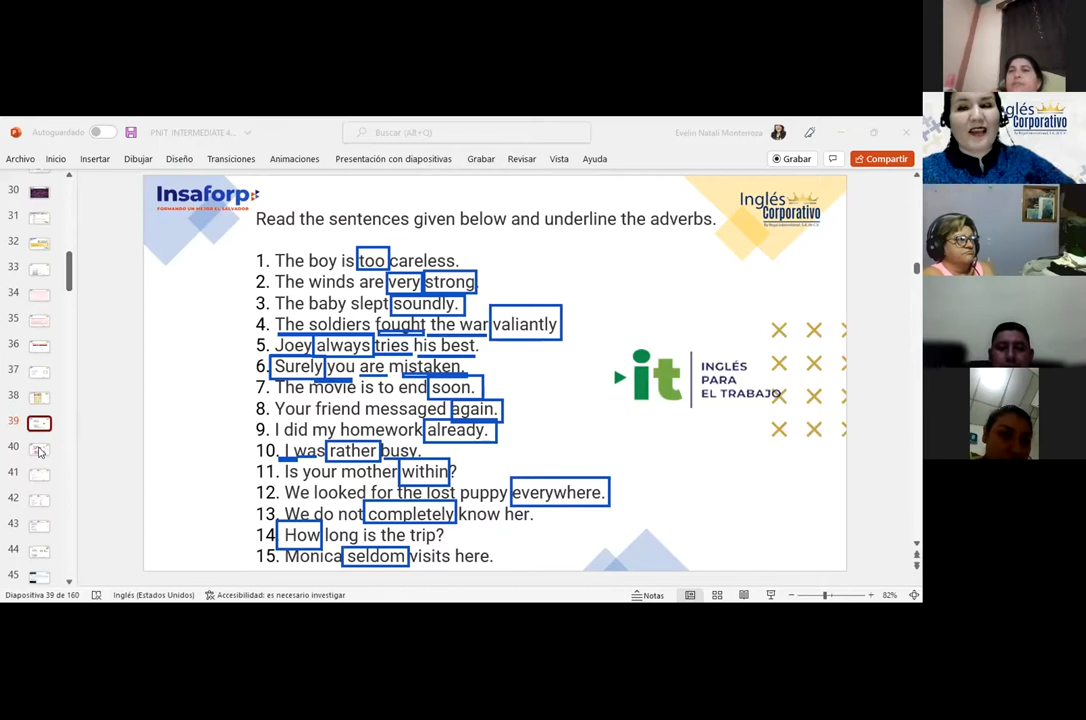 Autoguardado PNIT INTERMEDIATE 4... Buscar (Alt+Q) Evelin Natali Monterroza
Archivo Inicio Insertar Dibujar Diseño Transiciones Animaciones Presentación con diapositivas Grabar Revisar Vista Ayuda Grabar Compartir
Insaforp
FORMANDO UN MEJOR EL SALVADOR
Inglés
Corporativo
Read the sentences given below and underline the adverbs.
1. The boy is too careless.
2. The winds are very strong.
3. The baby slept soundly.
4. The soldiers fought the war valiantly
5. Joey always tries his best.
6. Surely you are mistaken.
7. The movie is to end soon.
8. Your friend messaged again.
9. I did my homework already.
10. I was rather busy.
11. Is your mother within?
12. We looked for the lost puppy everywhere.
13. We do not completely know her.
14. How long is the trip?
15. Monica seldom visits here.
it
INGLÉS
PARA
EL TRABAJO
30
31
32
33
34
35
36
37
38
39
40
41
42
43
44
45
Diapositiva 39 de 160 Inglés (Estados Unidos) Accesibilidad: es necesario investigar Notas 82%
glés
Corporativo